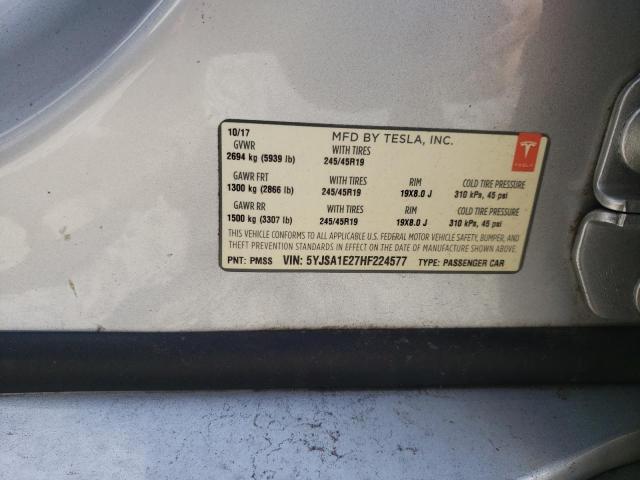 10/17 MFD BY TESLA, INC.
GVWR WITH TIRES
2694 kg (5939 lb) 245/45R19
TESLA
GAWR FRT WITH TIRES RIM COLD TIRE PRESSURE
1300 kg (2866 lb) 245/45R19 19X8.0 J 310 kPa, 45 psi
GAWR RR WITH TIRES RIM COLD TIRE PRESSURE
1500 kg (3307 lb) 245/45R19 19X8.0 J 310 kPa, 45 psi
THIS VEHICLE CONFORMS TO ALL APPLICABLE U.S. FEDERAL MOTOR VEHICLE SAFETY, BUMPER, AND
THEFT PREVENTION STANDARDS IN EFFECT ON THE DATE OF MANUFACTURE SHOWN ABOVE.
PNT: PMSS VIN: 5YJSA1E27HF224577 TYPE: PASSENGER CAR